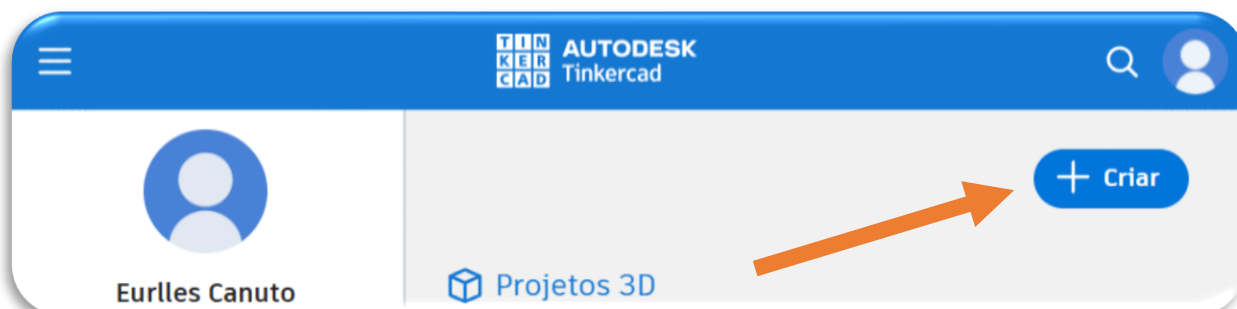 TIN
KER
CAD
AUTODESK
Tinkercad
+ Criar
Eurlles Canuto
Projetos 3D